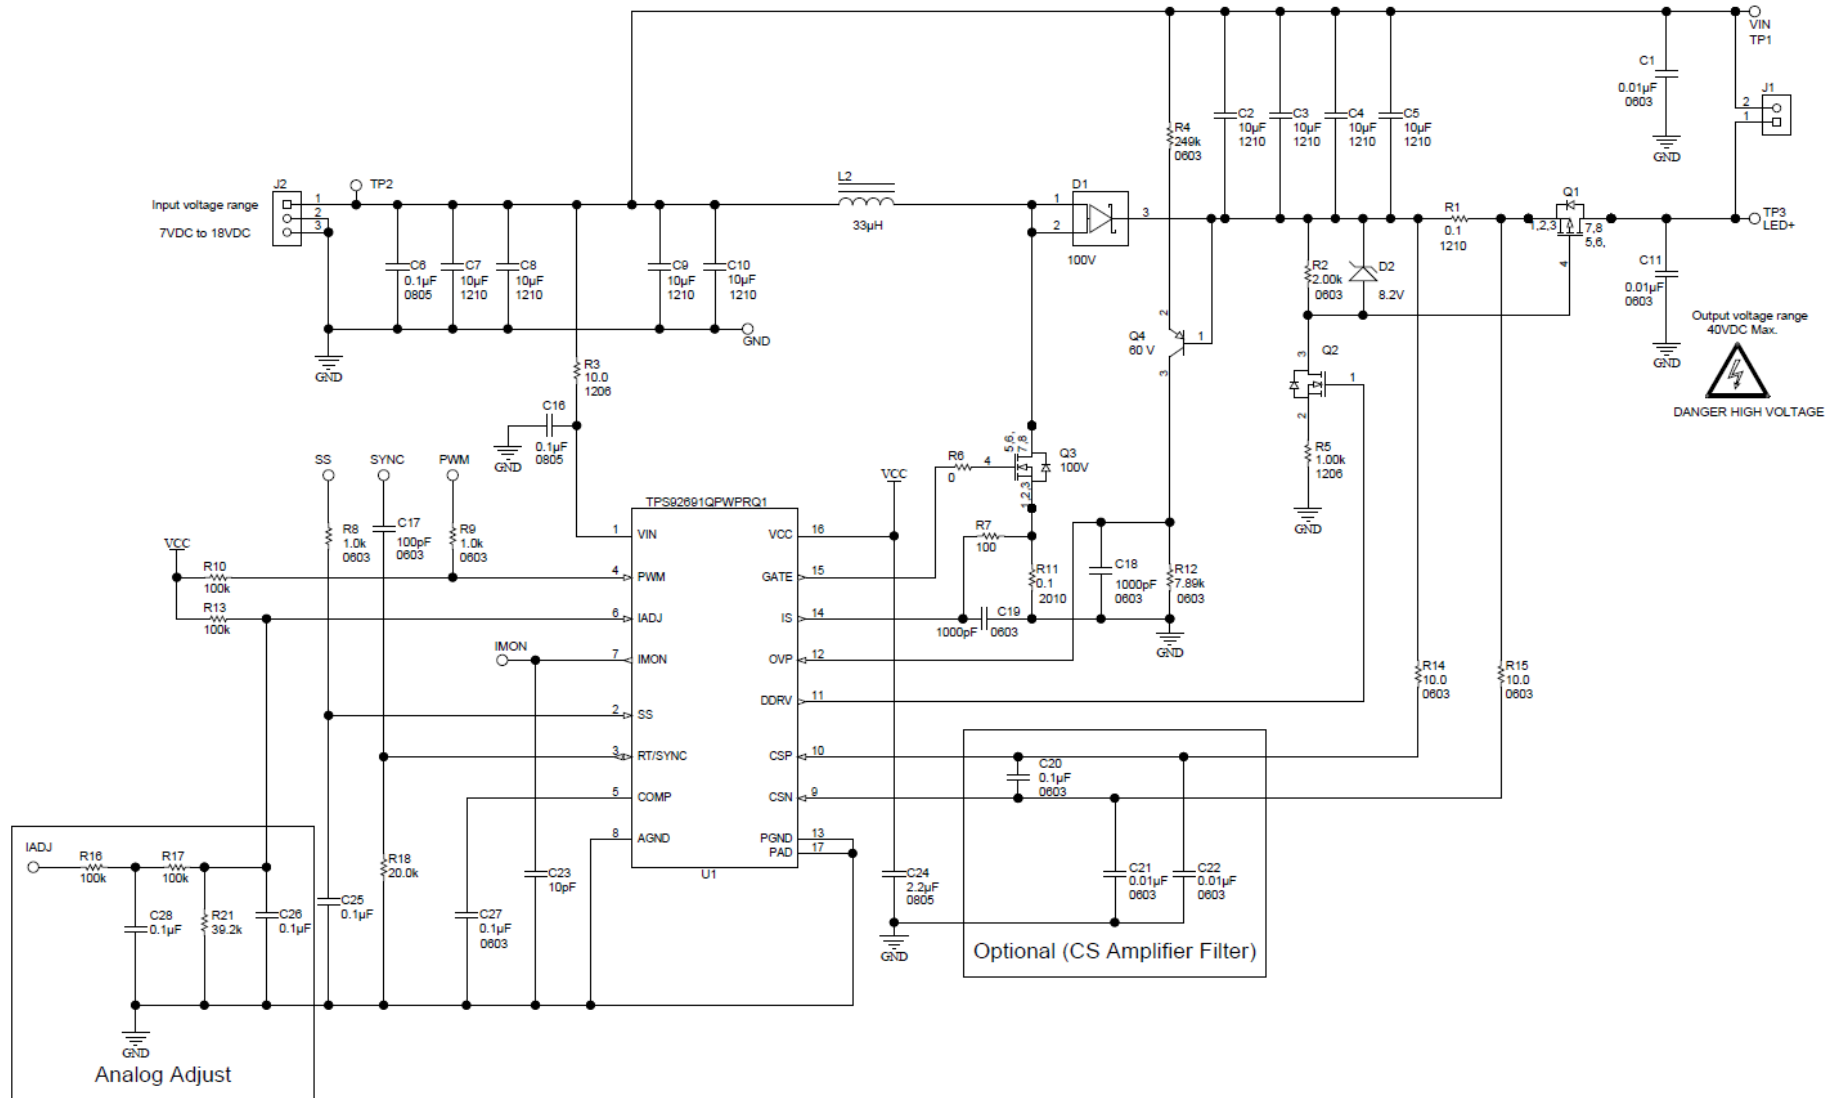 VIN
TP1
C1
0.01µF
0603
GND
J1
2
1
R4
249k
0603
C2
10µF
1210
C3
10µF
1210
C4
10µF
1210
C5
10µF
1210
J2
1
2
3
Input voltage range
7VDC to 18VDC
TP2
L2
33µH
D1
1
2
3
100V
R1
0.1
1210
Q1
1,2,3
7,8
5,6,
4
TP3
LED+
C6
0.1µF
0805
C7
10µF
1210
C8
10µF
1210
C9
10µF
1210
C10
10µF
1210
GND
GND
R2
2.00k
0603
D2
8.2V
C11
0.01µF
0603
GND
Output voltage range
40VDC Max.
DANGER HIGH VOLTAGE
R3
10.0
1206
C16
0.1µF
0805
GND
Q4
60 V
2
1
3
Q2
3
1
2
R5
1.00k
1206
GND
SS
SYNC
PWM
R8
1.0k
0603
C17
100pF
0603
R9
1.0k
0603
VCC
R10
100k
R13
100k
IMON
TPS92691QPWPRQ1
1 VIN
4 PWM
6 IADJ
7 IMON
2 SS
3 RT/SYNC
5 COMP
8 AGND
VCC 16
GATE 15
IS 14
OVP 12
DDRV 11
CSP 10
CSN 9
PGND 13
PAD 17
U1
VCC
R6
0
4
5,6,
7,8
1,2,3
Q3
100V
R7
100
R11
0.1
2010
C19
1000pF
0603
C18
1000pF
0603
R12
7.89k
0603
GND
R14
10.0
0603
R15
10.0
0603
C20
0.1µF
0603
C21
0.01µF
0603
C22
0.01µF
0603
Optional (CS Amplifier Filter)
C24
2.2µF
0805
GND
IADJ
R16
100k
R17
100k
C28
0.1µF
R21
39.2k
C26
0.1µF
C25
0.1µF
R18
20.0k
C27
0.1µF
0603
C23
10pF
GND
Analog Adjust